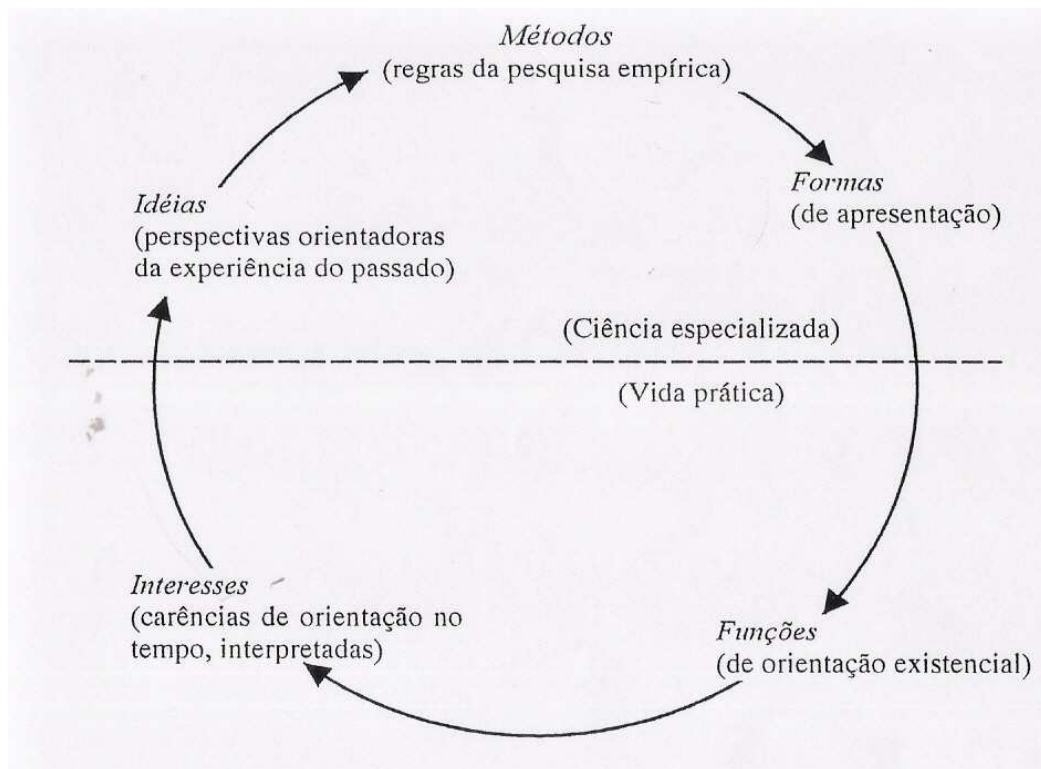 Métodos
(regras da pesquisa empírica)
Formas
(de apresentação)
Idéias
(perspectivas orientadoras
da experiência do passado)
(Ciência especializada)
(Vida prática)
Interesses
(carências de orientação no
tempo, interpretadas)
Funções
(de orientação existencial)